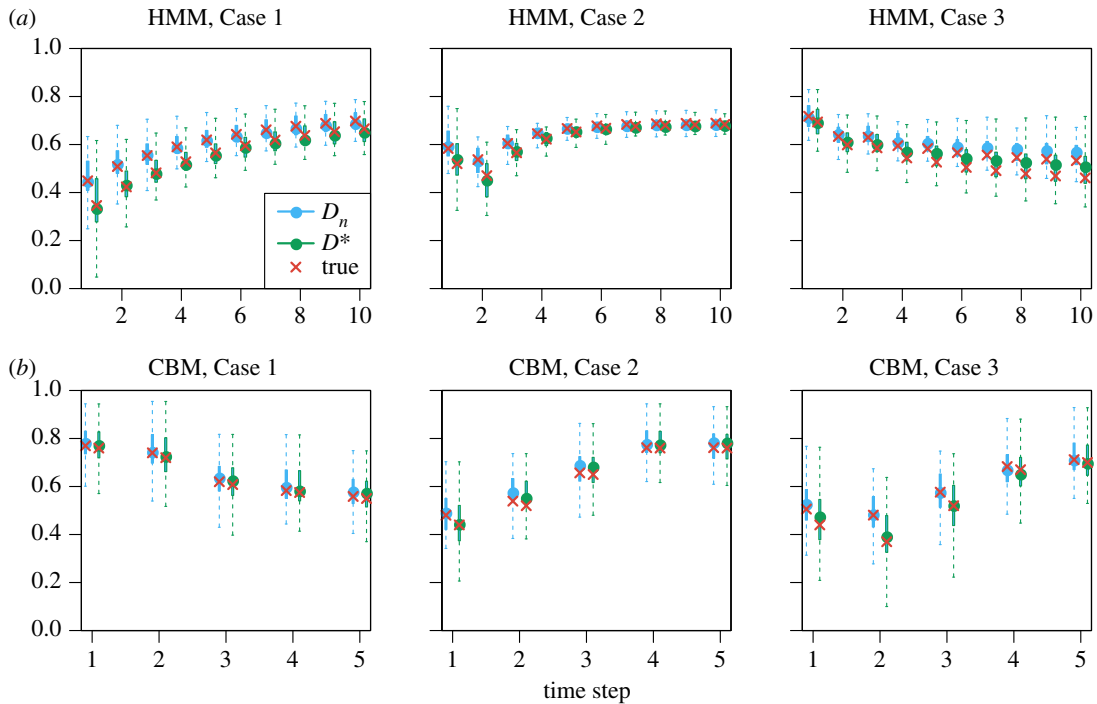 (a)
HMM, Case 1
HMM, Case 2
HMM, Case 3
1.0
0.8
0.6
0.4
0.2
0.0
D_n
D*
true
2 4 6 8 10
2 4 6 8 10
2 4 6 8 10
(b)
CBM, Case 1
CBM, Case 2
CBM, Case 3
1.0
0.8
0.6
0.4
0.2
0.0
1 2 3 4 5
1 2 3 4 5
1 2 3 4 5
time step